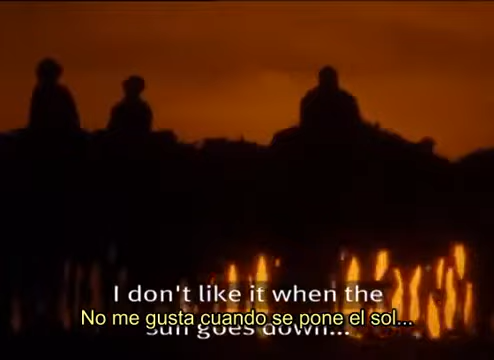 I don't like it when the
No me gusta cuando se pone el sol...
sun goes down...